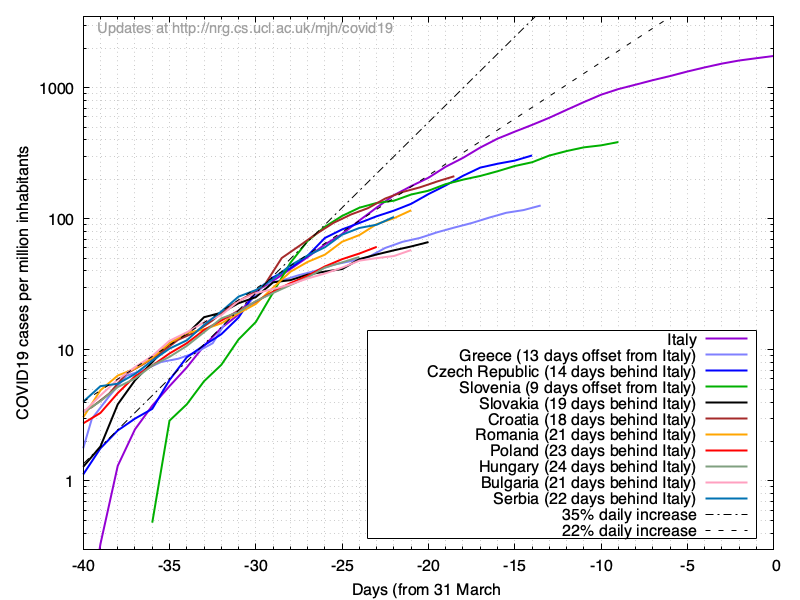 Updates at http://nrg.cs.ucl.ac.uk/mjh/covid19
COVID19 cases per million inhabitants
1000
100
10
1
Italy
Greece (13 days offset from Italy)
Czech Republic (14 days behind Italy)
Slovenia (9 days offset from Italy)
Slovakia (19 days behind Italy)
Croatia (18 days behind Italy)
Romania (21 days behind Italy)
Poland (23 days behind Italy)
Hungary (24 days behind Italy)
Bulgaria (21 days behind Italy)
Serbia (22 days behind Italy)
35% daily increase
22% daily increase
-40 -35 -30 -25 -20 -15 -10 -5 0
Days (from 31 March